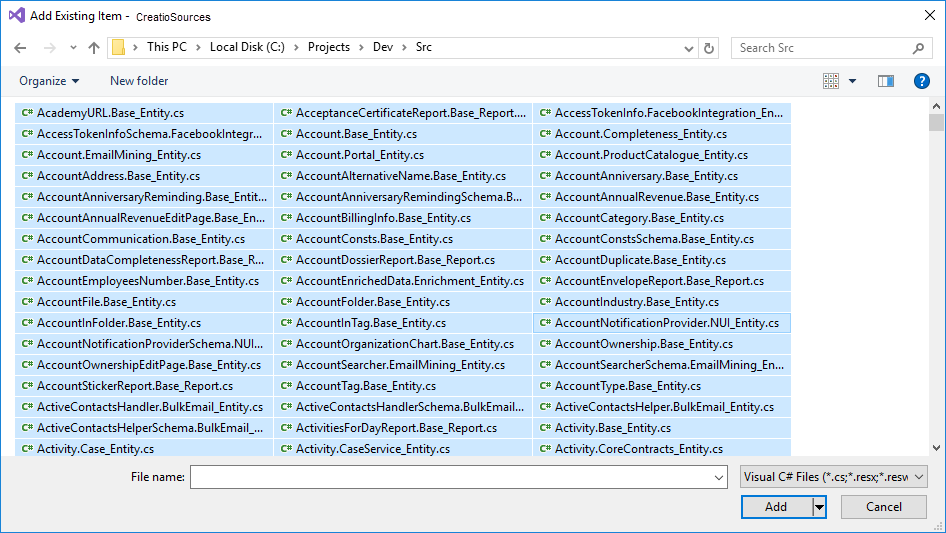 Add Existing Item - CreatioSources
This PC > Local Disk (C:) > Projects > Dev > Src
Search Src
Organize
New folder
C# AcademyURL.Base_Entity.cs
C# AcceptanceCertificateReport.Base_Report....
C# AccessTokenInfo.FacebookIntegration_En...
C# AccessTokenInfoSchema.FacebookIntegr...
C# Account.Base_Entity.cs
C# Account.Completeness_Entity.cs
C# Account.EmailMining_Entity.cs
C# Account.Portal_Entity.cs
C# Account.ProductCatalogue_Entity.cs
C# AccountAddress.Base_Entity.cs
C# AccountAlternativeName.Base_Entity.cs
C# AccountAnniversary.Base_Entity.cs
C# AccountAnniversaryReminding.Base_Entit...
C# AccountAnniversaryRemindingSchema.B...
C# AccountAnnualRevenue.Base_Entity.cs
C# AccountAnnualRevenueEditPage.Base_En...
C# AccountBillingInfo.Base_Entity.cs
C# AccountCategory.Base_Entity.cs
C# AccountCommunication.Base_Entity.cs
C# AccountConsts.Base_Entity.cs
C# AccountConstsSchema.Base_Entity.cs
C# AccountDataCompletenessReport.Base_R...
C# AccountDossierReport.Base_Report.cs
C# AccountDuplicate.Base_Entity.cs
C# AccountEmployeesNumber.Base_Entity.cs
C# AccountEnrichedData.Enrichment_Entity.cs
C# AccountEnvelopeReport.Base_Report.cs
C# AccountFile.Base_Entity.cs
C# AccountFolder.Base_Entity.cs
C# AccountIndustry.Base_Entity.cs
C# AccountInFolder.Base_Entity.cs
C# AccountInTag.Base_Entity.cs
C# AccountNotificationProvider.NUI_Entity.cs
C# AccountNotificationProviderSchema.NUI...
C# AccountOrganizationChart.Base_Entity.cs
C# AccountOwnership.Base_Entity.cs
C# AccountOwnershipEditPage.Base_Entity.cs
C# AccountSearcher.EmailMining_Entity.cs
C# AccountSearcherSchema.EmailMining_En...
C# AccountStickerReport.Base_Report.cs
C# AccountTag.Base_Entity.cs
C# AccountType.Base_Entity.cs
C# ActiveContactsHandler.BulkEmail_Entity.cs
C# ActiveContactsHandlerSchema.BulkEmail...
C# ActiveContactsHelper.BulkEmail_Entity.cs
C# ActiveContactsHelperSchema.BulkEmail_...
C# ActivitiesForDayReport.Base_Report.cs
C# Activity.Base_Entity.cs
C# Activity.Case_Entity.cs
C# Activity.CaseService_Entity.cs
C# Activity.CoreContracts_Entity.cs
File name:
Visual C# Files (*.cs;*.resx;*.resw
Add
Cancel